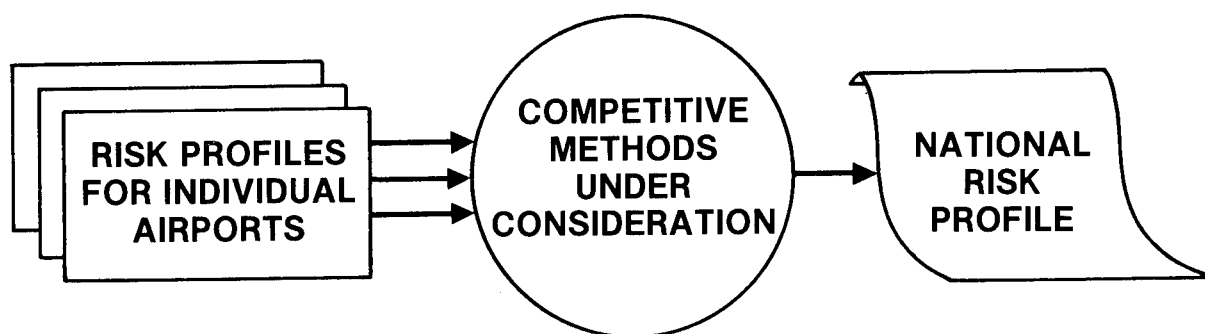 RISK PROFILES
FOR INDIVIDUAL
AIRPORTS
COMPETITIVE
METHODS
UNDER
CONSIDERATION
NATIONAL
RISK
PROFILE